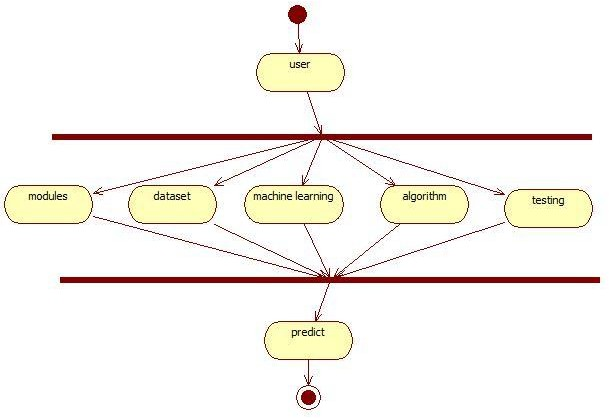 user
modules
dataset
machine learning
algorithm
testing
predict